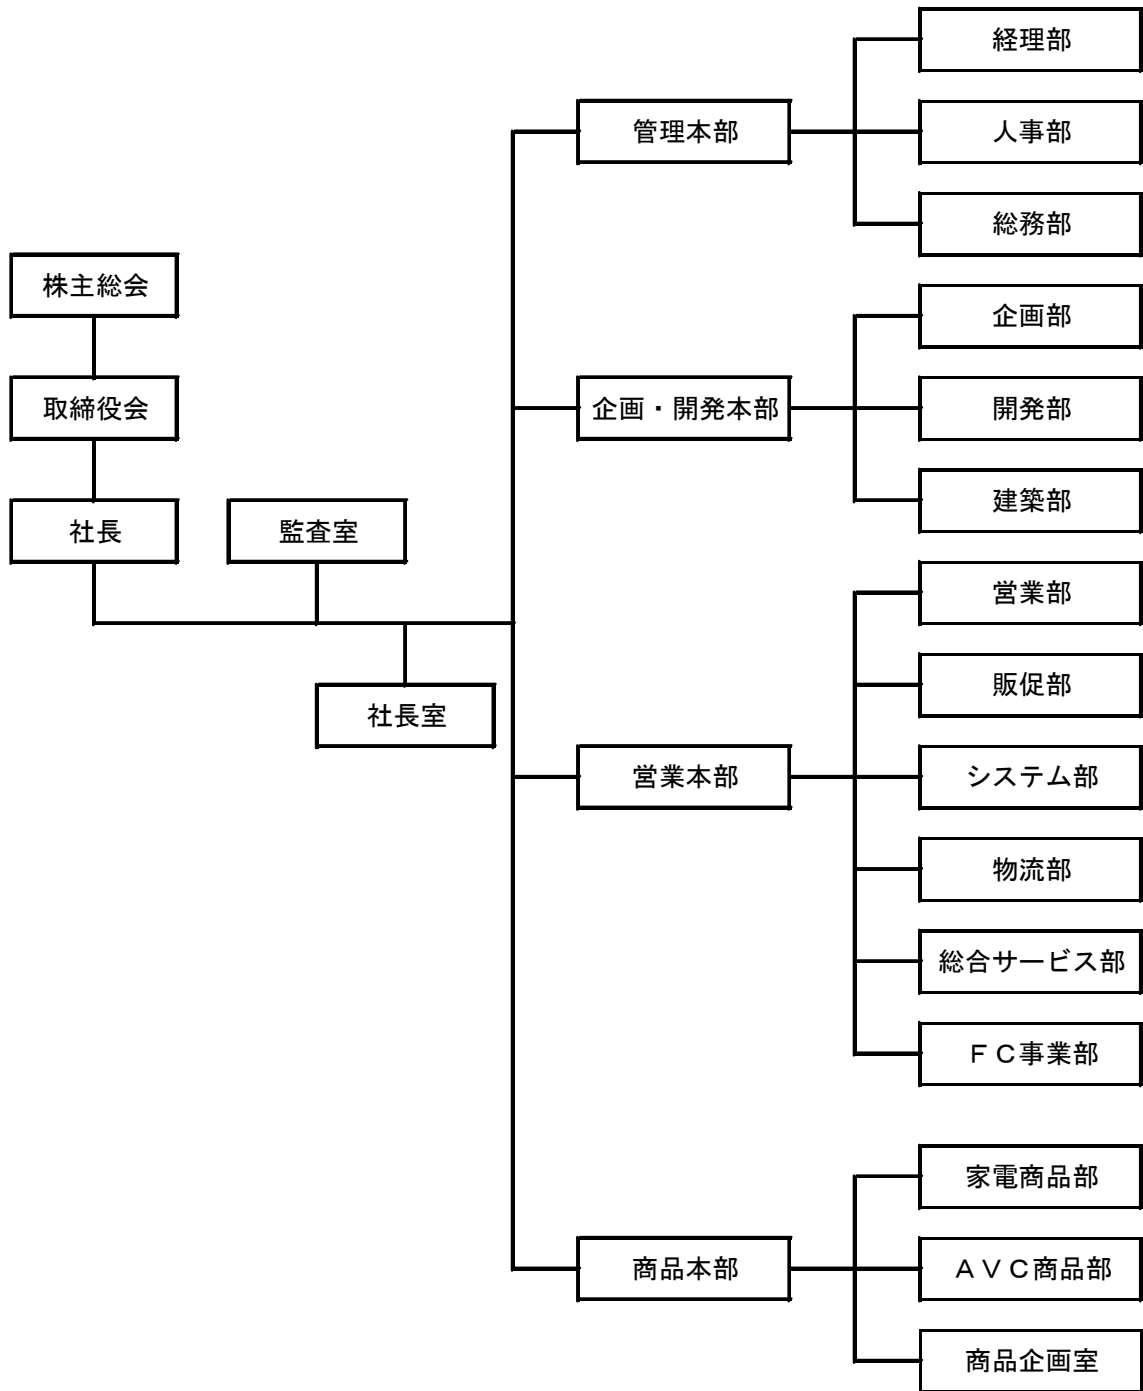 株主総会
取締役会
社長
監査室
社長室
管理本部
経理部
人事部
総務部
企画・開発本部
企画部
開発部
建築部
営業本部
営業部
販促部
システム部
物流部
総合サービス部
ＦＣ事業部
商品本部
家電商品部
ＡＶＣ商品部
商品企画室